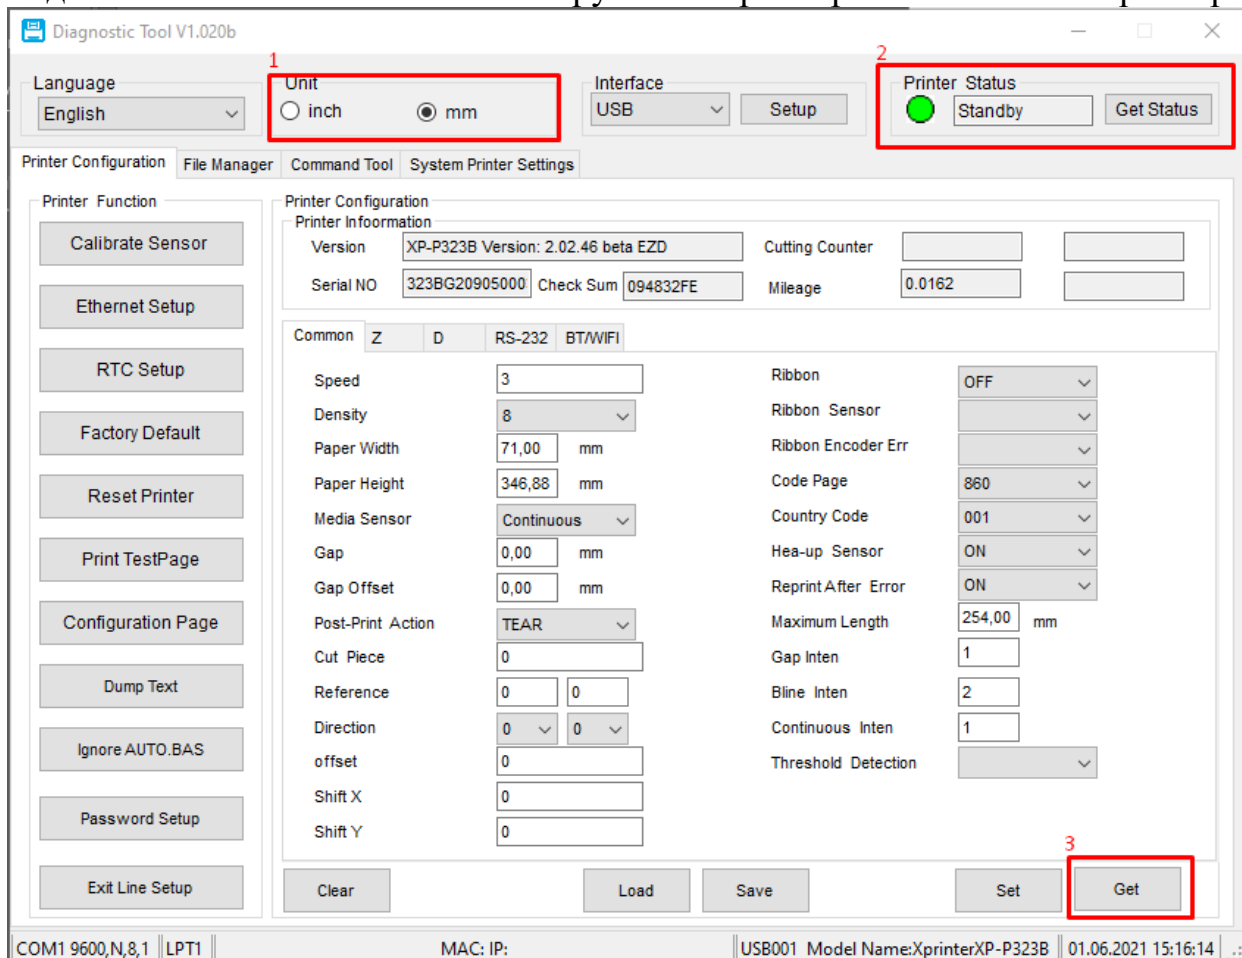 Diagnostic Tool V1.020b
1
2
Language
Unit
Interface
Printer Status
English
inch
mm
USB
Setup
Standby
Get Status
Printer Configuration
File Manager
Command Tool
System Printer Settings
Printer Function
Calibrate Sensor
Ethernet Setup
RTC Setup
Factory Default
Reset Printer
Print TestPage
Configuration Page
Dump Text
Ignore AUTO.BAS
Password Setup
Exit Line Setup
Printer Configuration
Printer Infoormation
Version XP-P323B Version: 2.02.46 beta EZD Cutting Counter
Serial NO 323BG20905000 Check Sum 094832FE Mileage 0.0162
Common Z D RS-232 BT/WIFI
Speed 3
Density 8
Paper Width 71,00 mm
Paper Height 346,88 mm
Media Sensor Continuous
Gap 0,00 mm
Gap Offset 0,00 mm
Post-Print Action TEAR
Cut Piece 0
Reference 0 0
Direction 0 0
offset 0
Shift X 0
Shift Y 0
Ribbon OFF
Ribbon Sensor
Ribbon Encoder Err
Code Page 860
Country Code 001
Hea-up Sensor ON
Reprint After Error ON
Maximum Length 254,00 mm
Gap Inten 1
Bline Inten 2
Continuous Inten 1
Threshold Detection
3
Clear Load Save Set Get
COM1 9600,N,8,1 LPT1 MAC: IP: USB001 Model Name:XprinterXP-P323B 01.06.2021 15:16:14